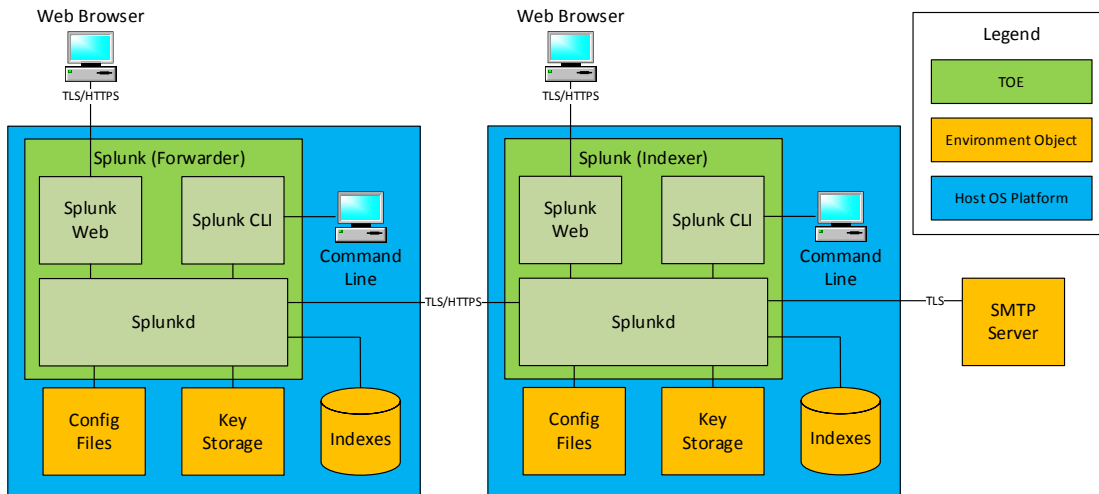 Web Browser
Web Browser
Legend
TOE
Environment Object
Host OS Platform
TLS/HTTPS
TLS/HTTPS
Splunk (Forwarder)
Splunk
Web
Splunk CLI
Command
Line
Splunkd
Config
Files
Key
Storage
Indexes
TLS/HTTPS
Splunk (Indexer)
Splunk
Web
Splunk CLI
Command
Line
Splunkd
Config
Files
Key
Storage
Indexes
TLS
SMTP
Server